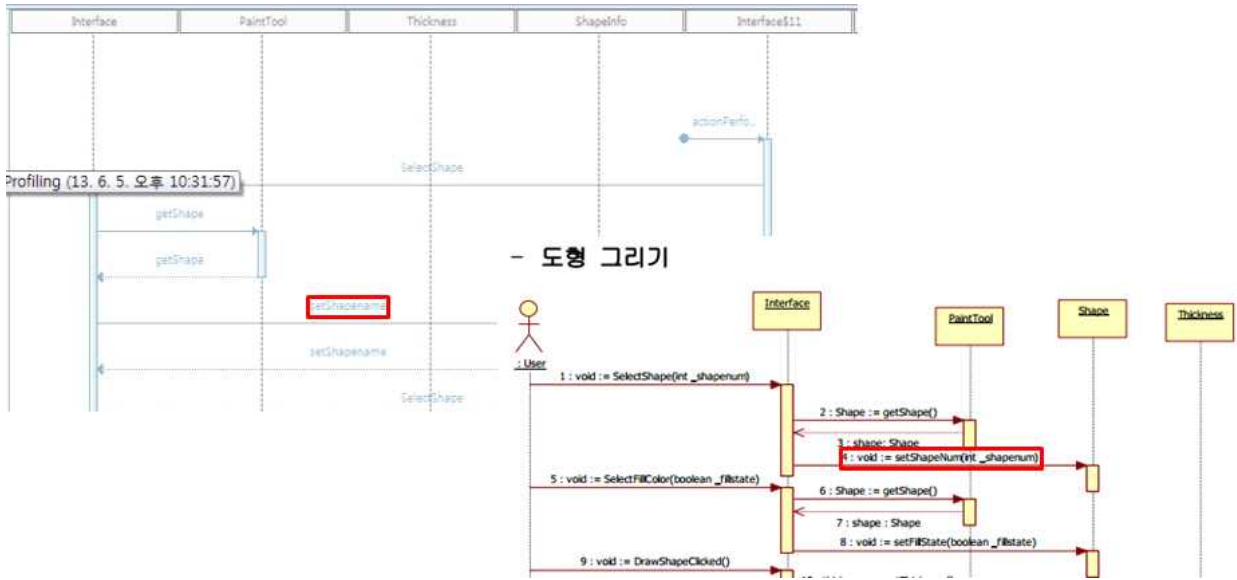 Interface PaintTool Thickness ShapeInfo Interface$11
actionPerfo...
SelectShape
Profiling (13. 6. 5. 오후 10:31:57)
getShape
getShape
setShapename
setShapename
SelectShape
- 도형 그리기
Interface PaintTool Shape Thickness
: User
1 : void := SelectShape(int _shapenum)
2 : Shape := getShape()
3 : shape: Shape
4 : void := setShapeNum(int _shapenum)
5 : void := SelectFillColor(boolean _fillstate)
6 : Shape := getShape()
7 : shape : Shape
8 : void := setFillState(boolean _fillstate)
9 : void := DrawShapeClicked()